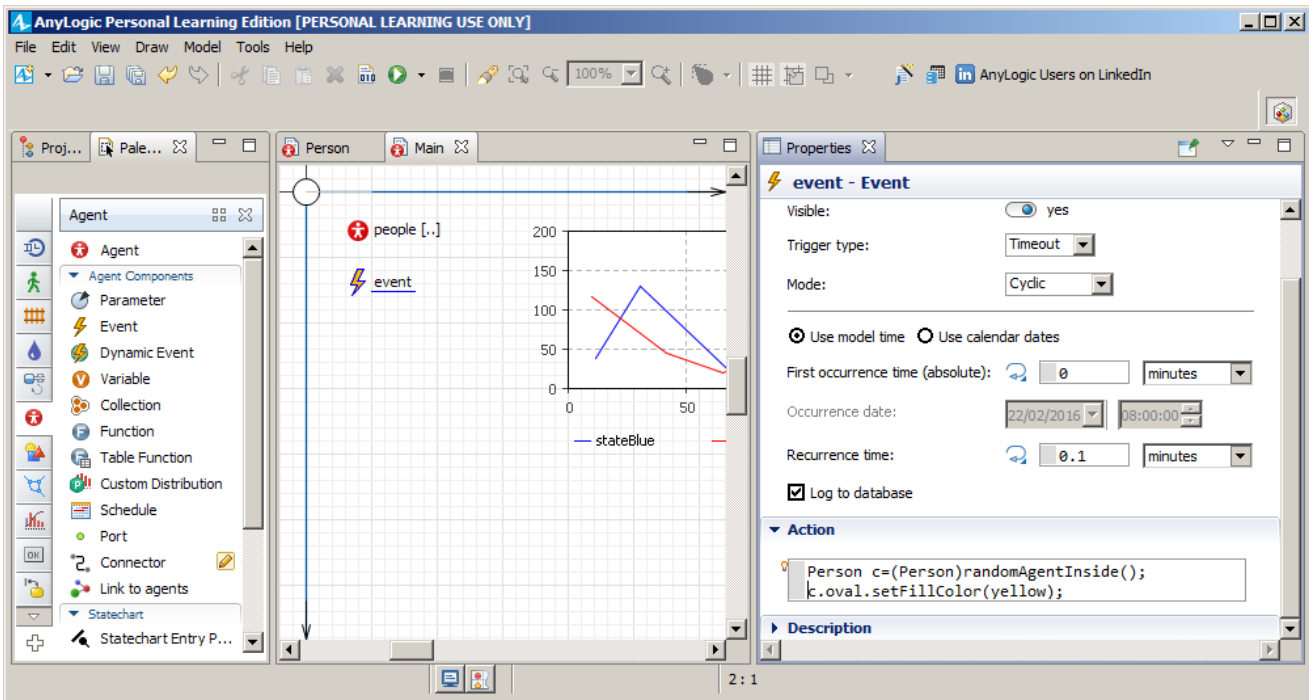 AnyLogic Personal Learning Edition [PERSONAL LEARNING USE ONLY]
File Edit View Draw Model Tools Help
100% AnyLogic Users on LinkedIn
Proj... Pale...
Agent
Agent
Agent Components
Parameter
Event
Dynamic Event
Variable
Collection
Function
Table Function
Custom Distribution
Schedule
Port
Connector
Link to agents
Statechart
Statechart Entry P...
OK
Person Main
people [..]
event
200
150
100
50
0
0 50
stateBlue
Properties
event - Event
Visible: yes
Trigger type: Timeout
Mode: Cyclic
Use model time Use calendar dates
First occurrence time (absolute): 0 minutes
Occurrence date: 22/02/2016 08:00:00
Recurrence time: 0.1 minutes
Log to database
Action
Person c=(Person)randomAgentInside();
c.oval.setFillColor(yellow);
Description
2:1